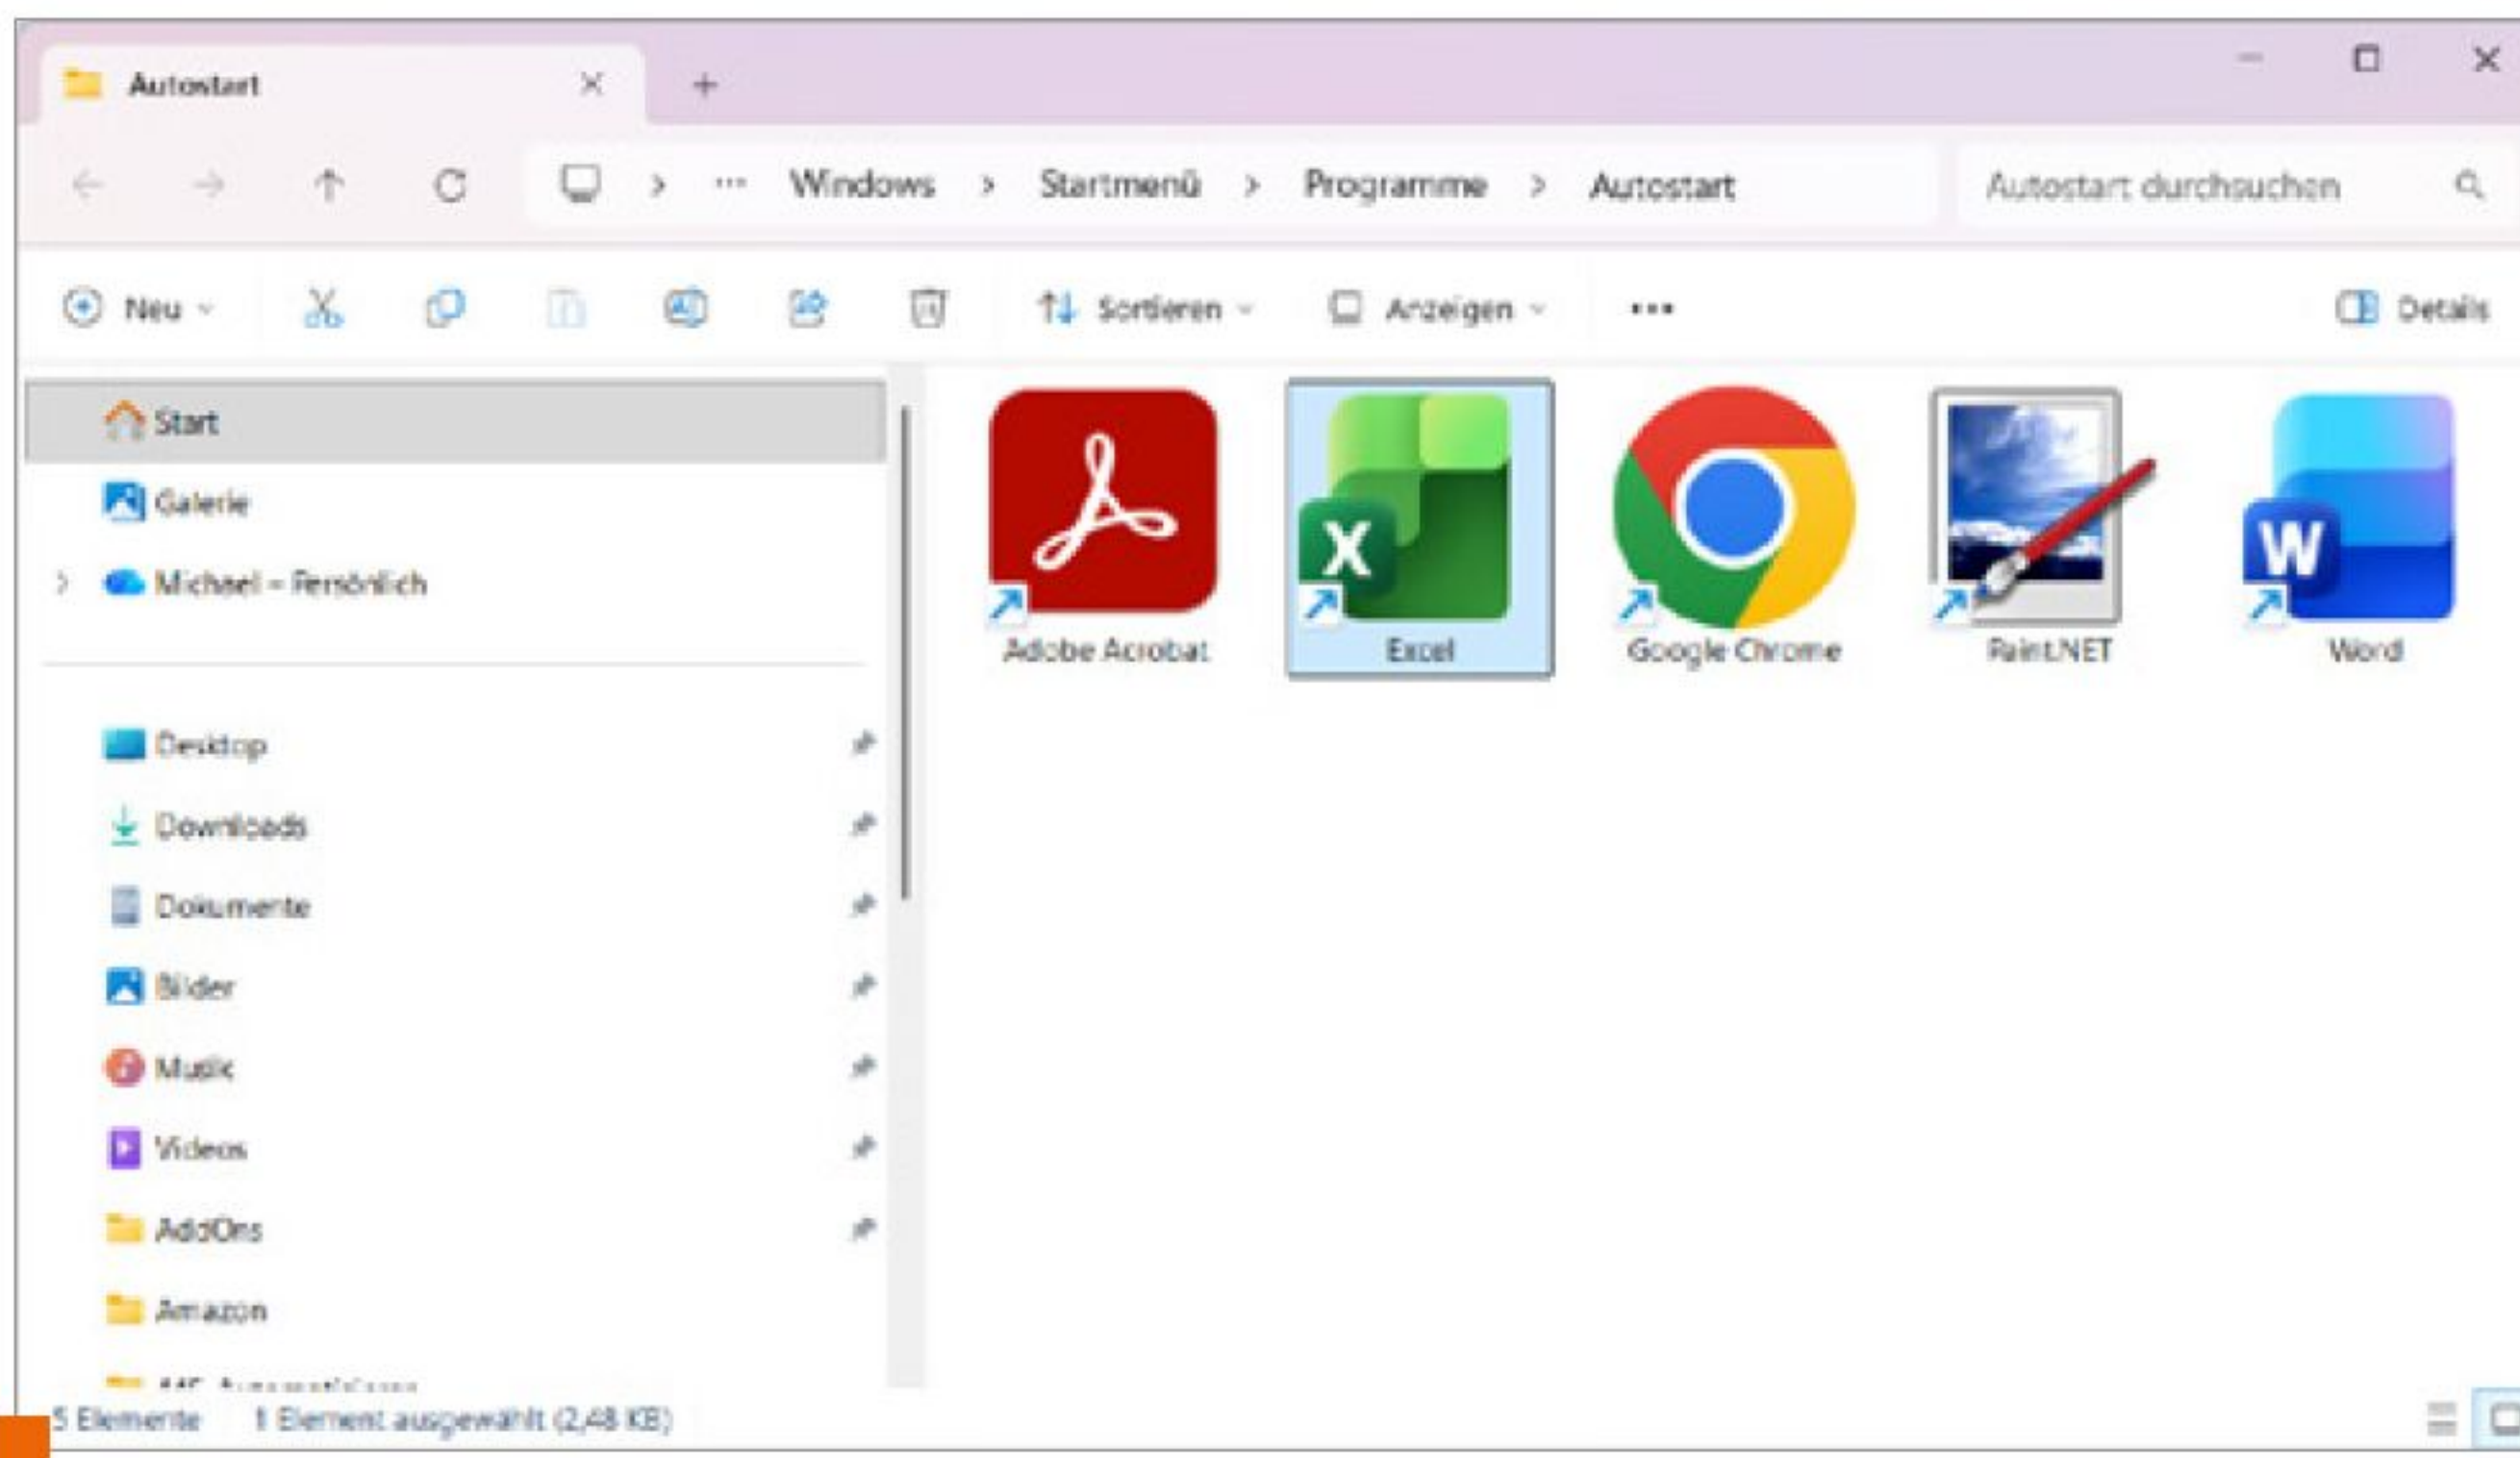 Autostart
Windows > Startmenü > Programme > Autostart
Autostart durchsuchen
Neu
Sortieren
Anzeigen
Details
Start
Galerie
Michael – Persönlich
Desktop
Downloads
Dokumente
Bilder
Musik
Videos
AddOns
Amazon
Adobe Acrobat
Excel
Google Chrome
Paint.NET
Word
5 Elemente
1 Element ausgewählt (2,48 KB)